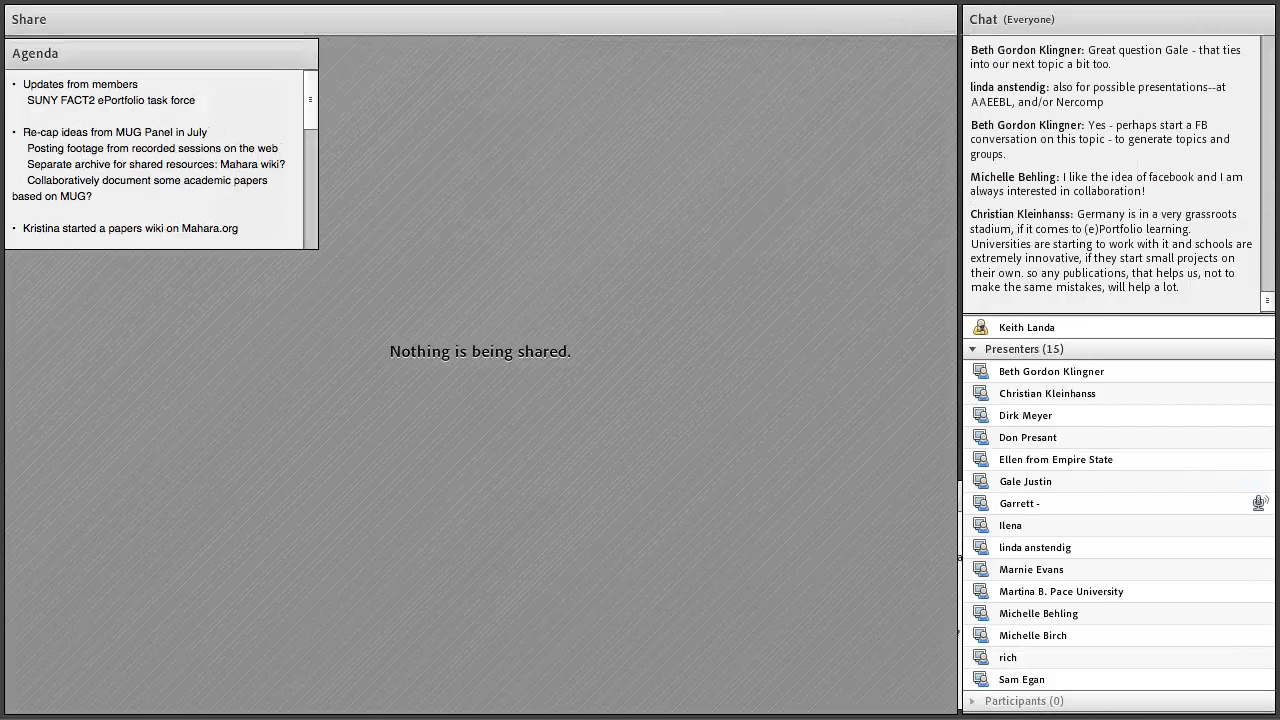 Share
Agenda
• Updates from members
SUNY FACT2 ePortfolio task force
• Re-cap ideas from MUG Panel in July
Posting footage from recorded sessions on the web
Separate archive for shared resources: Mahara wiki?
Collaboratively document some academic papers
based on MUG?
• Kristina started a papers wiki on Mahara.org
Nothing is being shared.
Chat (Everyone)
Beth Gordon Klingner: Great question Gale - that ties
into our next topic a bit too.
linda anstendig: also for possible presentations--at
AAEEBL, and/or Nercomp
Beth Gordon Klingner: Yes - perhaps start a FB
conversation on this topic - to generate topics and
groups.
Michelle Behling: I like the idea of facebook and I am
always interested in collaboration!
Christian Kleinhanss: Germany is in a very grassroots
stadium, if it comes to (e)Portfolio learning.
Universities are starting to work with it and schools are
extremely innovative, if they start small projects on
their own. so any publications, that helps us, not to
make the same mistakes, will help a lot.
Keith Landa
Presenters (15)
Beth Gordon Klingner
Christian Kleinhanss
Dirk Meyer
Don Presant
Ellen from Empire State
Gale Justin
Garrett -
Ilena
linda anstendig
Marnie Evans
Martina B. Pace University
Michelle Behling
Michelle Birch
rich
Sam Egan
Participants (0)